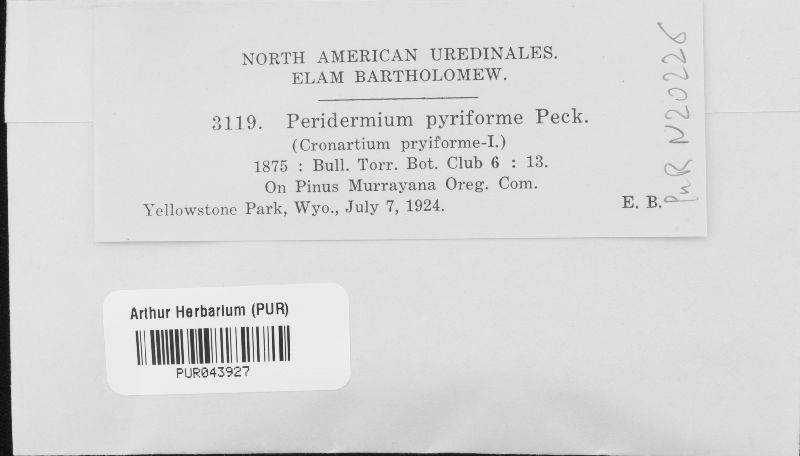 NORTH AMERICAN UREDINALES.
ELAM BARTHOLOMEW.
3119. Peridermium pyriforme Peck.
(Cronartium pryiforme-I.)
1875 : Bull. Torr. Bot. Club 6 : 13.
On Pinus Murrayana Oreg. Com.
Yellowstone Park, Wyo., July 7, 1924.
E. B.
PUR N20226
Arthur Herbarium (PUR)
PUR043927